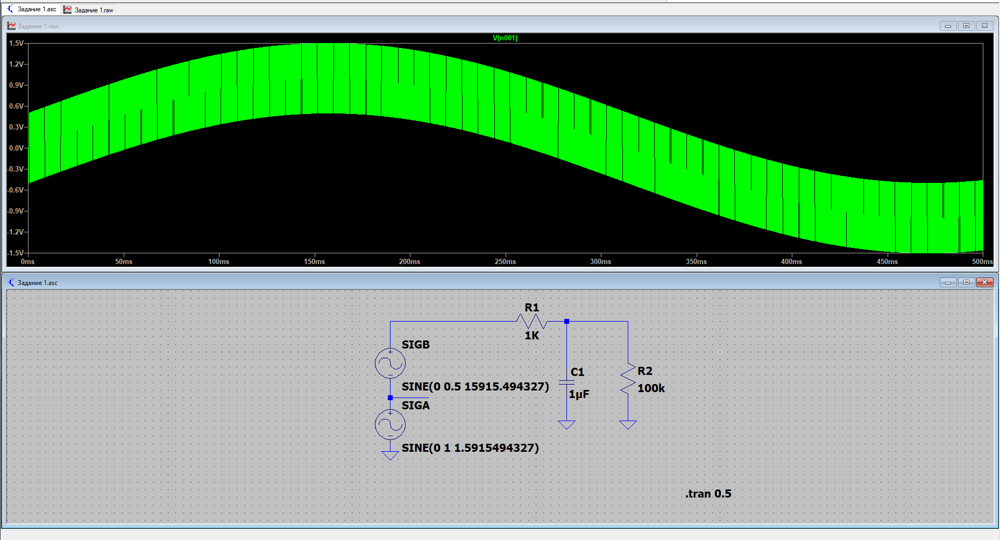 Задание 1.asc Задание 1.raw
Задание 1.raw
V(n001)
1.5V
1.2V
0.9V
0.6V
0.3V
0.0V
-0.3V
-0.6V
-0.9V
-1.2V
-1.5V
0ms 50ms 100ms 150ms 200ms 250ms 300ms 350ms 400ms 450ms 500ms
Задание 1.asc
R1
1K
SIGB
SINE(0 0.5 15915.494327)
C1
1µF
R2
100k
SIGA
SINE(0 1 1.5915494327)
.tran 0.5